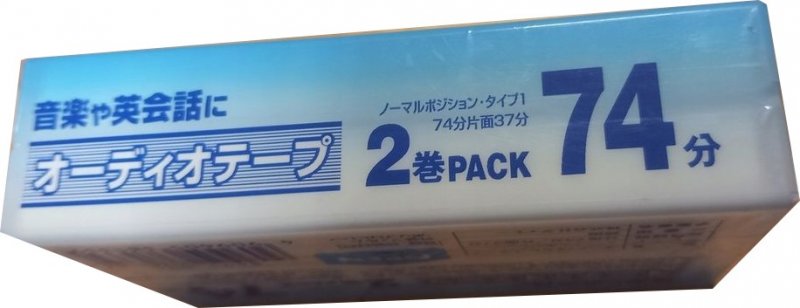 音楽や英会話に
オーディオテープ
ノーマルポジション・タイプ1
74分片面37分
2巻PACK
74分